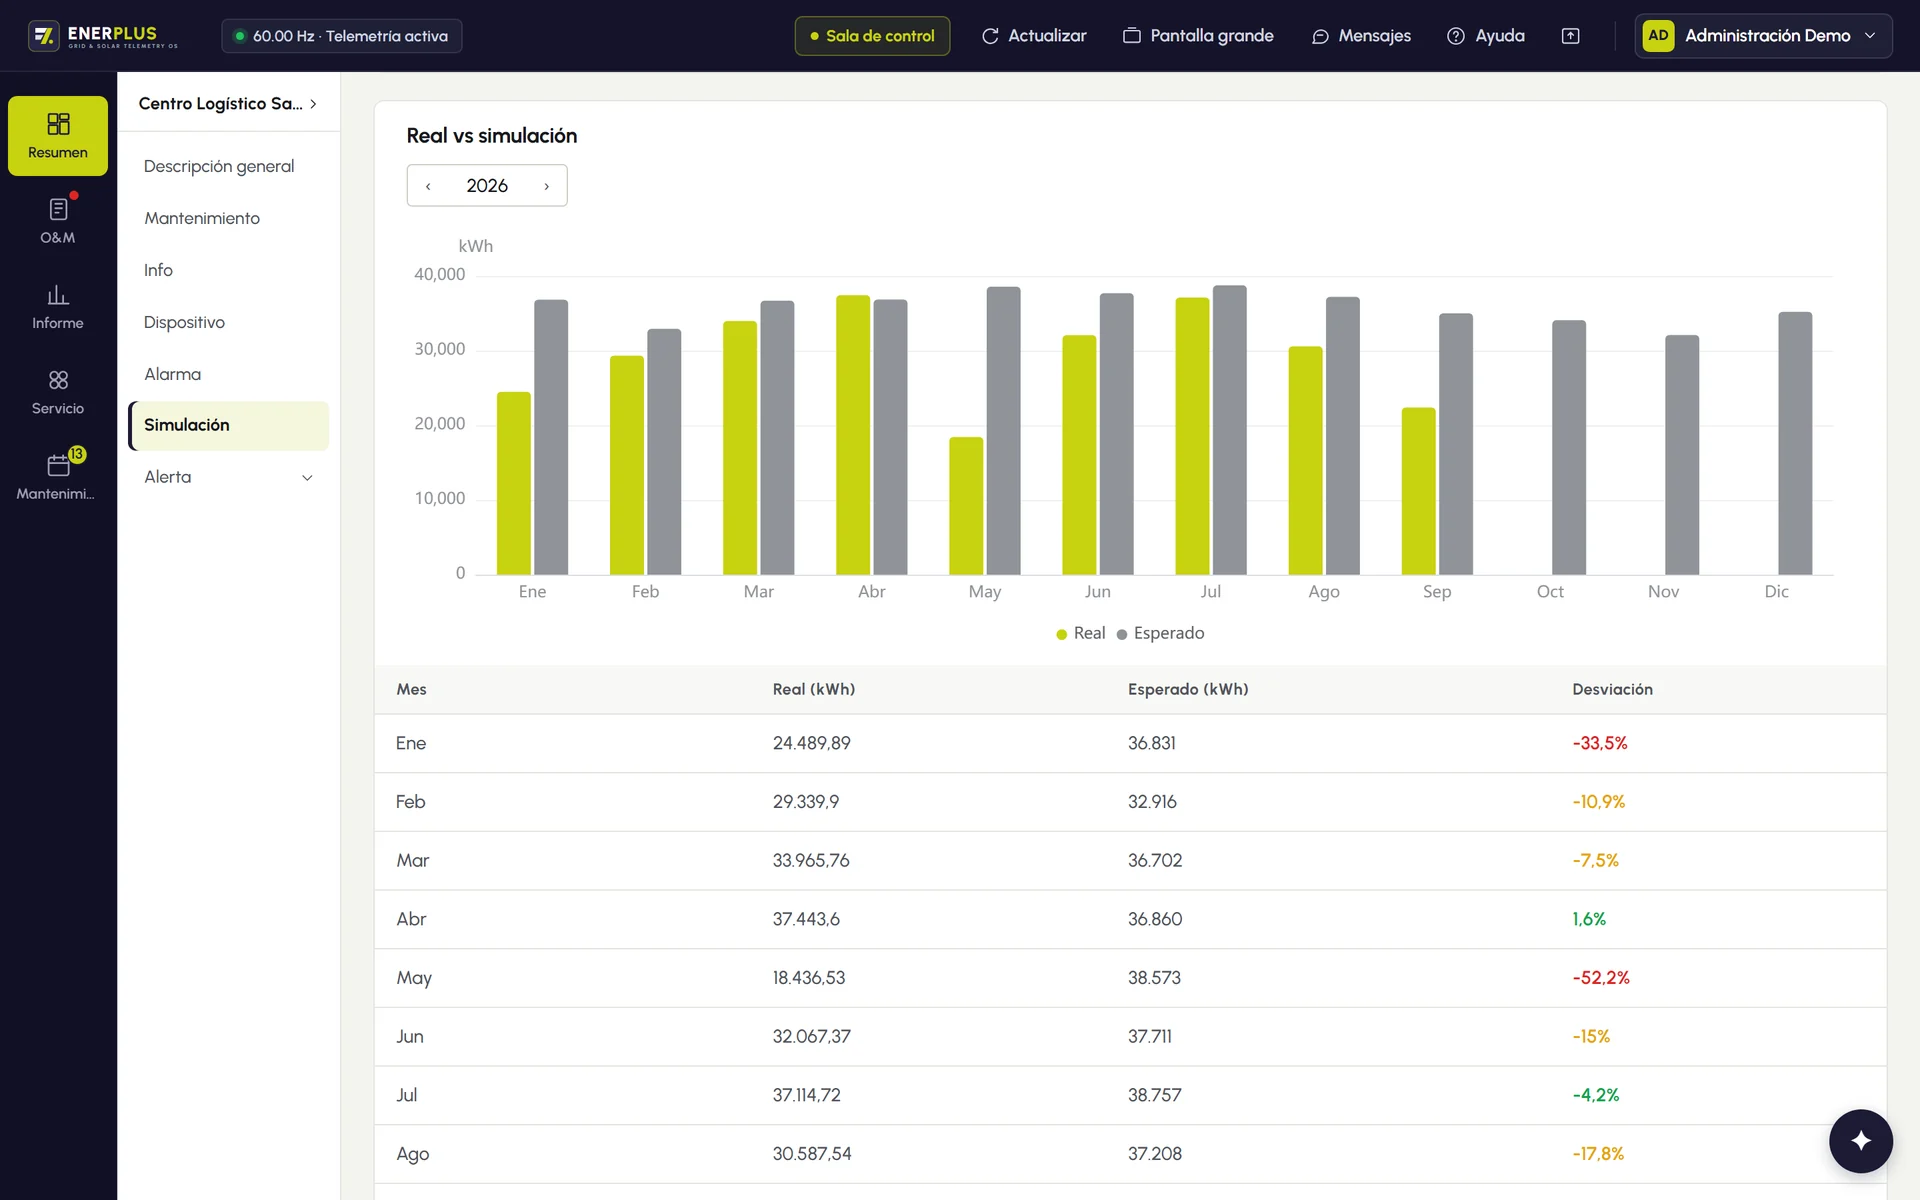 ENERPLUS
GRID & SOLAR TELEMETRY OS
60.00 Hz · Telemetría activa
Sala de control
Actualizar
Pantalla grande
Mensajes
Ayuda
AD
Administración Demo
Resumen
O&M
Informe
Servicio
13
Mantenimi...
Centro Logístico Sa...
Descripción general
Mantenimiento
Info
Dispositivo
Alarma
Simulación
Alerta
Real vs simulación
2026
kWh
40,000
30,000
20,000
10,000
0
Ene Feb Mar Abr May Jun Jul Ago Sep Oct Nov Dic
Real Esperado
Mes Real (kWh) Esperado (kWh) Desviación
Ene 24.489,89 36.831 -33,5%
Feb 29.339,9 32.916 -10,9%
Mar 33.965,76 36.702 -7,5%
Abr 37.443,6 36.860 1,6%
May 18.436,53 38.573 -52,2%
Jun 32.067,37 37.711 -15%
Jul 37.114,72 38.757 -4,2%
Ago 30.587,54 37.208 -17,8%